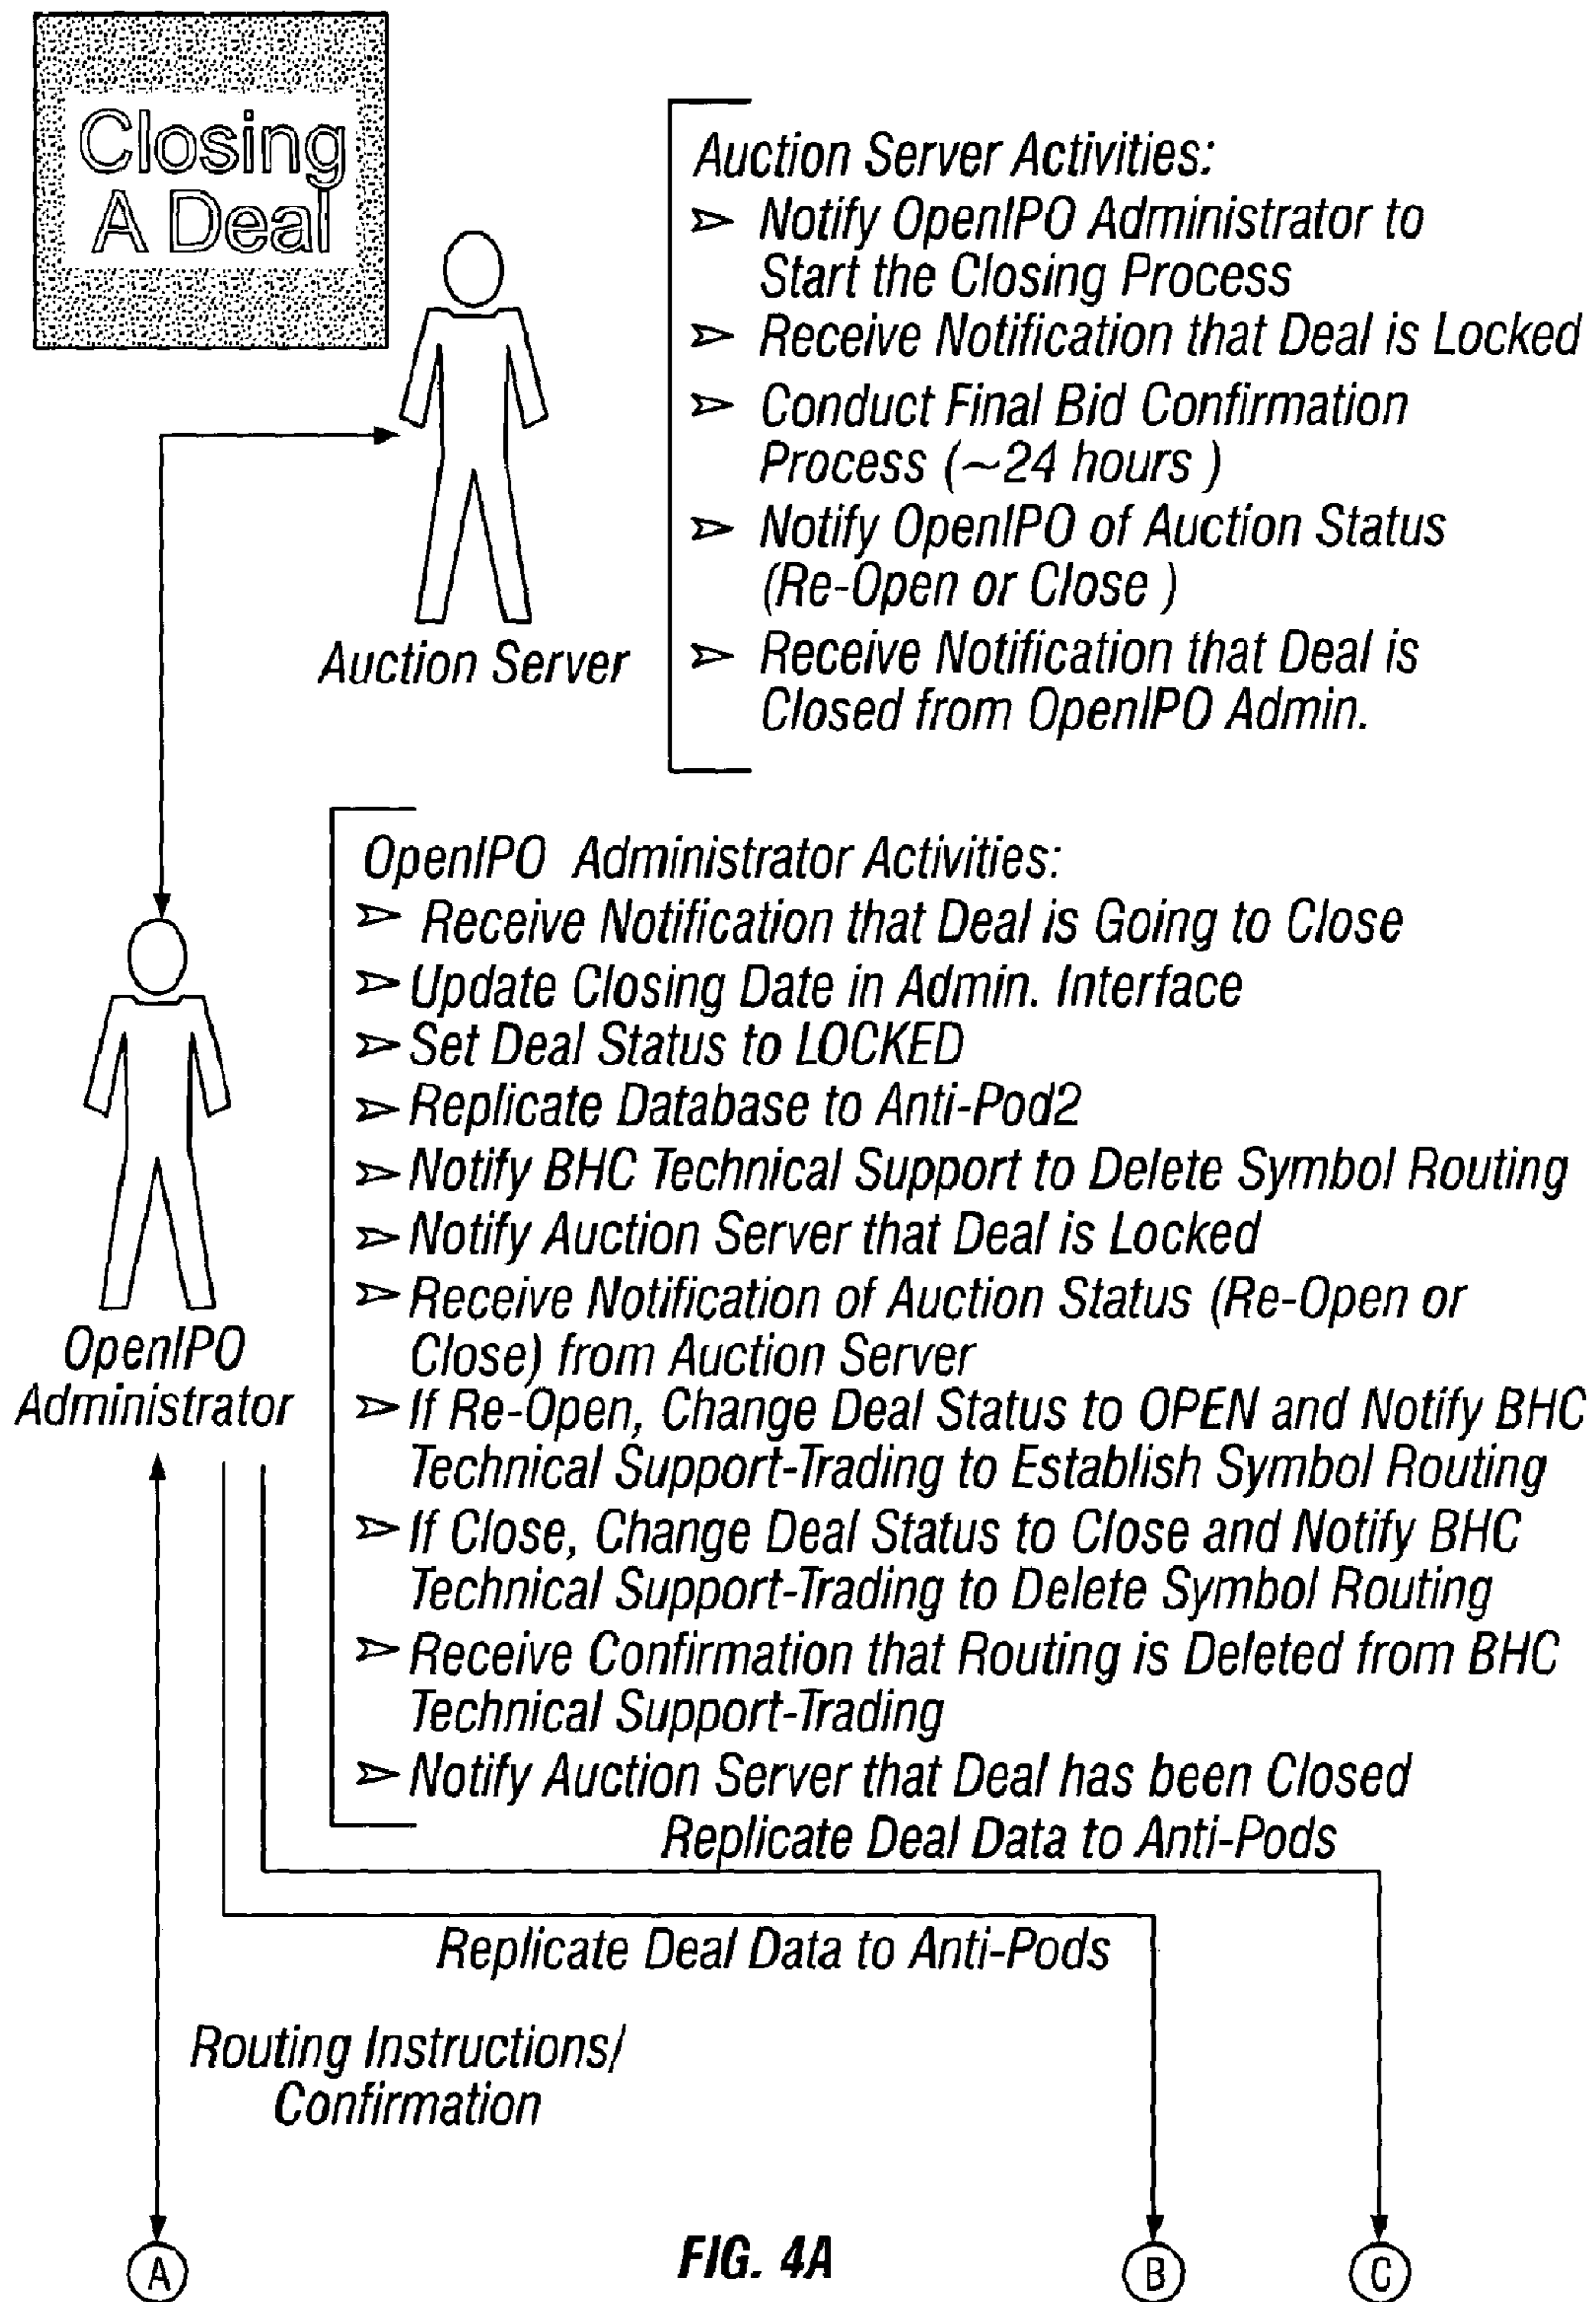 Closing
A Deal
Auction Server Activities:
➢ Notify OpenIPO Administrator to
Start the Closing Process
➢ Receive Notification that Deal is Locked
➢ Conduct Final Bid Confirmation
Process (~24 hours )
➢ Notify OpenIPO of Auction Status
(Re-Open or Close )
➢ Receive Notification that Deal is
Closed from OpenIPO Admin.
Auction Server
OpenIPO Administrator Activities:
➢ Receive Notification that Deal is Going to Close
➢ Update Closing Date in Admin. Interface
➢ Set Deal Status to LOCKED
➢ Replicate Database to Anti-Pod2
➢ Notify BHC Technical Support to Delete Symbol Routing
➢ Notify Auction Server that Deal is Locked
➢ Receive Notification of Auction Status (Re-Open or
Close) from Auction Server
➢ If Re-Open, Change Deal Status to OPEN and Notify BHC
Technical Support-Trading to Establish Symbol Routing
➢ If Close, Change Deal Status to Close and Notify BHC
Technical Support-Trading to Delete Symbol Routing
➢ Receive Confirmation that Routing is Deleted from BHC
Technical Support-Trading
➢ Notify Auction Server that Deal has been Closed
OpenIPO
Administrator
Replicate Deal Data to Anti-Pods
Replicate Deal Data to Anti-Pods
Routing Instructions/
Confirmation
A
FIG. 4A
B
C